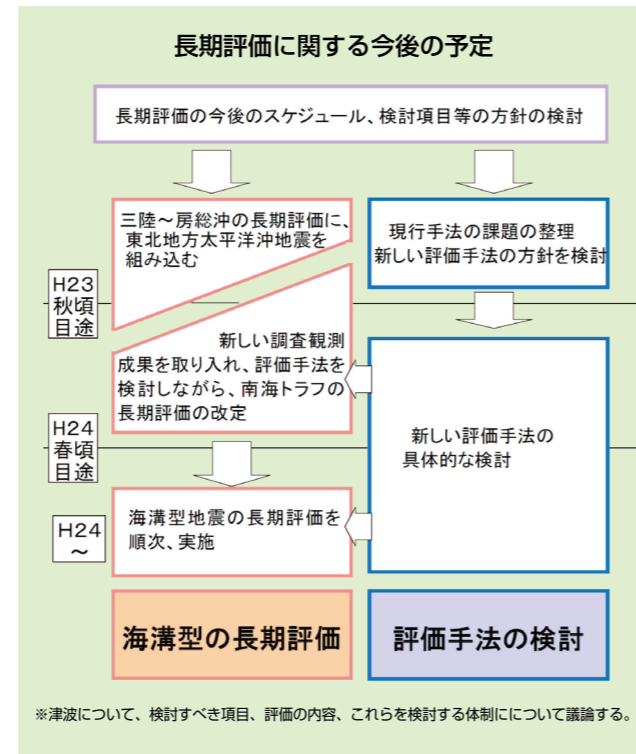 長期評価に関する今後の予定
長期評価の今後のスケジュール、検討項目等の方針の検討
三陸～房総沖の長期評価に、
東北地方太平洋沖地震を
組み込む
現行手法の課題の整理
新しい評価手法の方針を検討
H23
秋頃
目途
新しい調査観測
成果を取り入れ、評価手法を
検討しながら、南海トラフの
長期評価の改定
新しい評価手法の
具体的な検討
H24
春頃
目途
H24
～
海溝型地震の長期評価を
順次、実施
海溝型の長期評価
評価手法の検討
※津波について、検討すべき項目、評価の内容、これらを検討する体制にについて議論する。